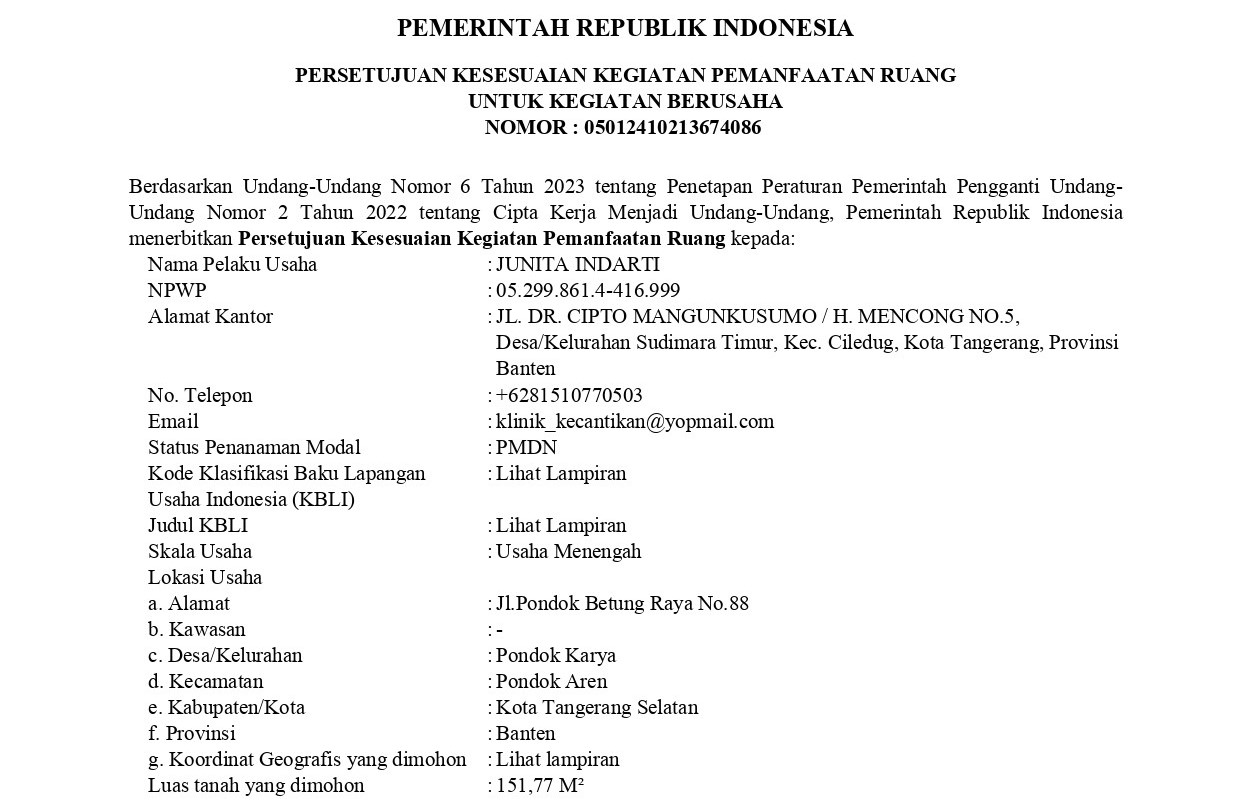 PEMERINTAH REPUBLIK INDONESIA
PERSETUJUAN KESESUAIAN KEGIATAN PEMANFAATAN RUANG
UNTUK KEGIATAN BERUSAHA
NOMOR : 05012410213674086
Berdasarkan Undang-Undang Nomor 6 Tahun 2023 tentang Penetapan Peraturan Pemerintah Pengganti Undang-
Undang Nomor 2 Tahun 2022 tentang Cipta Kerja Menjadi Undang-Undang, Pemerintah Republik Indonesia
menerbitkan Persetujuan Kesesuaian Kegiatan Pemanfaatan Ruang kepada:
Nama Pelaku Usaha : JUNITA INDARTI
NPWP : 05.299.861.4-416.999
Alamat Kantor : JL. DR. CIPTO MANGUNKUSUMO / H. MENCONG NO.5,
Desa/Kelurahan Sudimara Timur, Kec. Ciledug, Kota Tangerang, Provinsi
Banten
No. Telepon : +6281510770503
Email : klinik_kecantikan@yopmail.com
Status Penanaman Modal : PMDN
Kode Klasifikasi Baku Lapangan : Lihat Lampiran
Usaha Indonesia (KBLI)
Judul KBLI : Lihat Lampiran
Skala Usaha : Usaha Menengah
Lokasi Usaha
a. Alamat : Jl.Pondok Betung Raya No.88
b. Kawasan : -
c. Desa/Kelurahan : Pondok Karya
d. Kecamatan : Pondok Aren
e. Kabupaten/Kota : Kota Tangerang Selatan
f. Provinsi : Banten
g. Koordinat Geografis yang dimohon : Lihat lampiran
Luas tanah yang dimohon : 151,77 M²